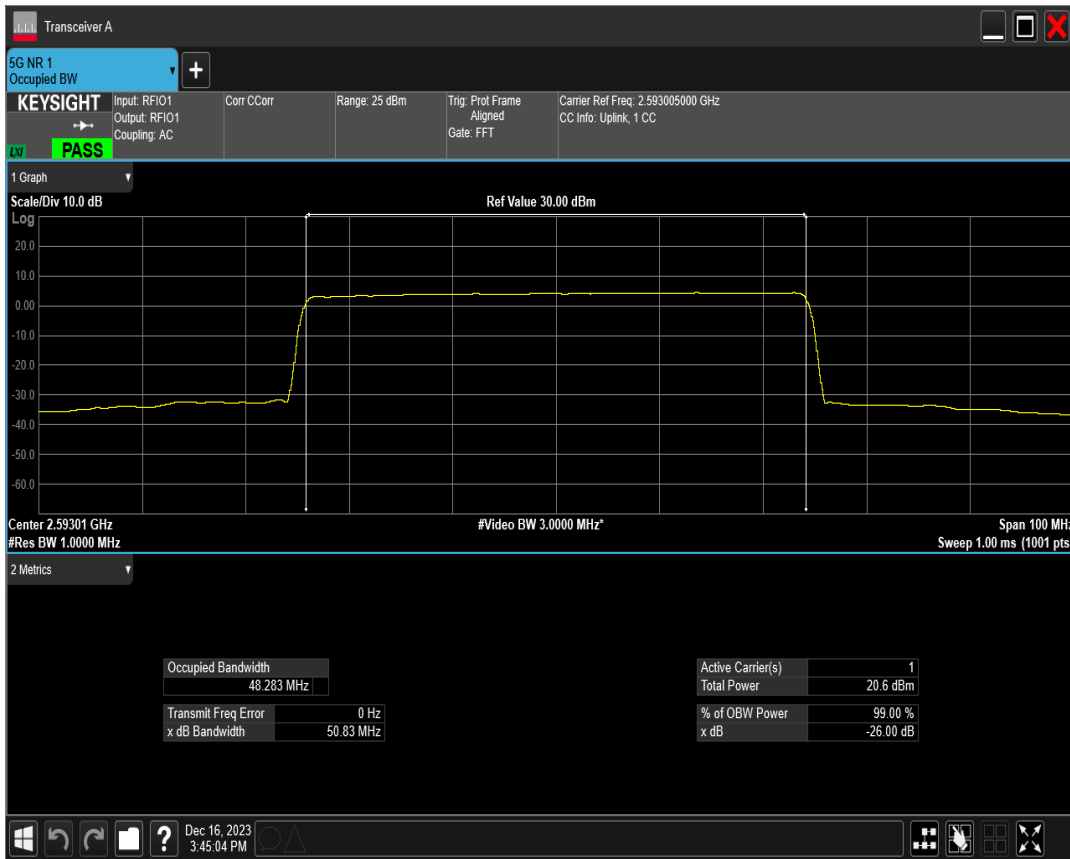 Transceiver A
5G NR 1
Occupied BW
KEYSIGHT
LXI
PASS
Input: RFIO1
Output: RFIO1
Coupling: AC
Corr CCorr
Range: 25 dBm
Trig: Prot Frame
Aligned
Gate: FFT
Carrier Ref Freq: 2.593005000 GHz
CC Info: Uplink, 1 CC
1 Graph
Scale/Div 10.0 dB
Ref Value 30.00 dBm
Log
20.0
10.0
0.00
-10.0
-20.0
-30.0
-40.0
-50.0
-60.0
Center 2.59301 GHz
#Video BW 3.0000 MHz*
Span 100 MHz
#Res BW 1.0000 MHz
Sweep 1.00 ms (1001 pts
2 Metrics
Occupied Bandwidth
48.283 MHz
Transmit Freq Error 0 Hz
x dB Bandwidth 50.83 MHz
Active Carrier(s) 1
Total Power 20.6 dBm
% of OBW Power 99.00 %
x dB -26.00 dB
?
Dec 16, 2023
3:45:04 PM